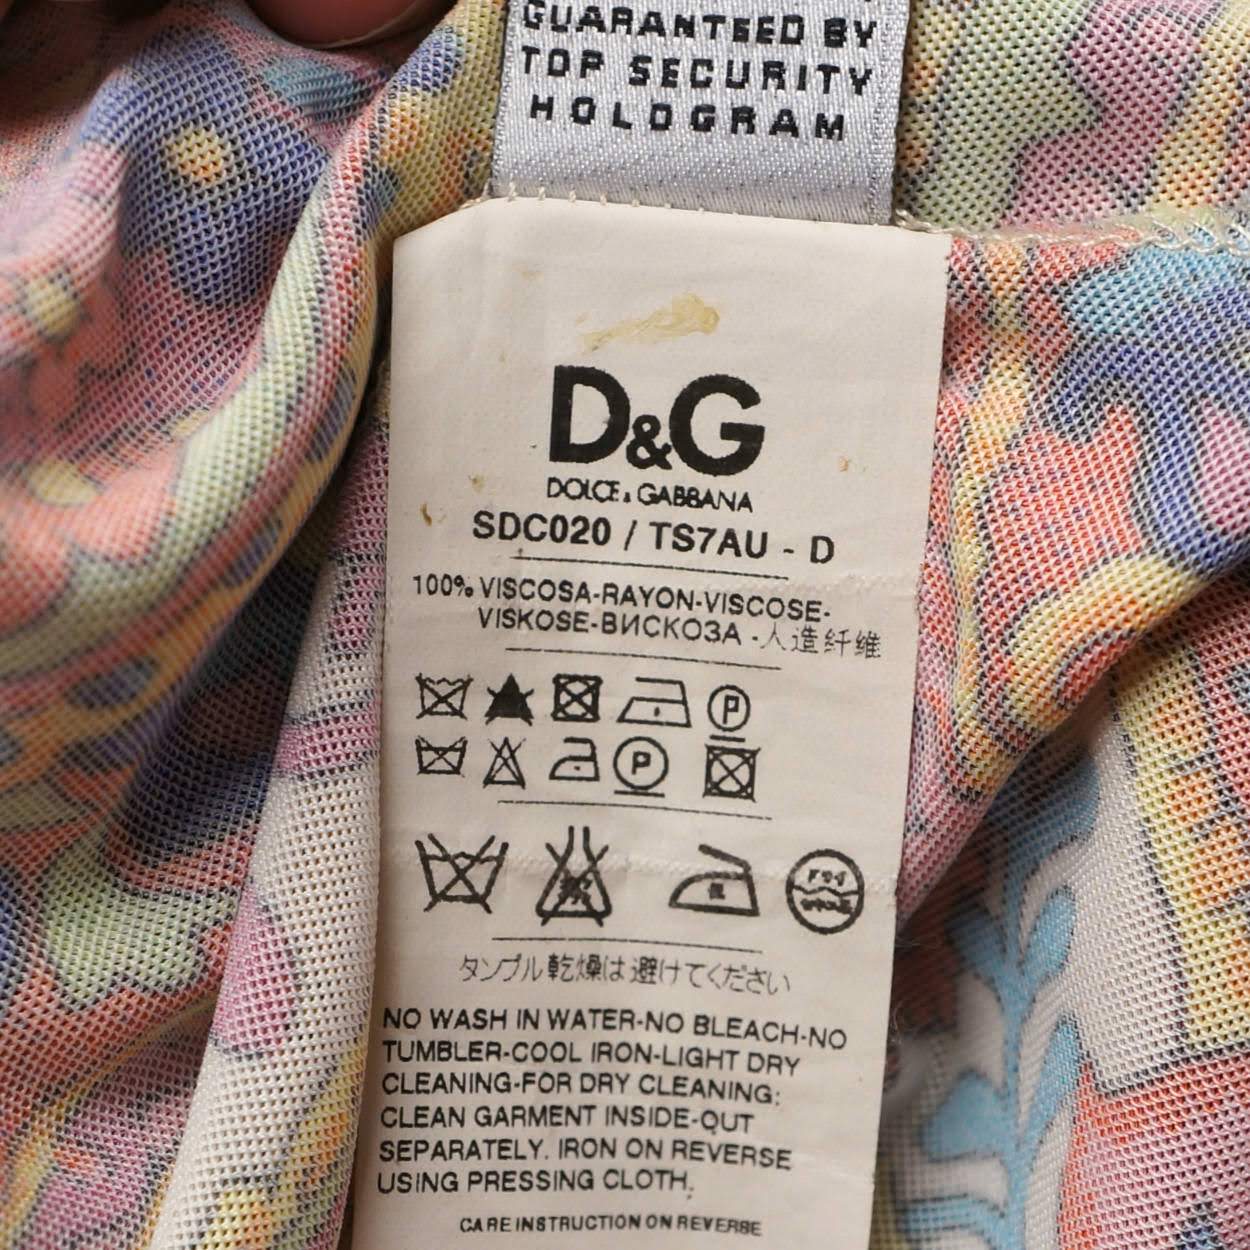 GUARANTEED BY
TOP SECURITY
HOLOGRAM
D&G
DOLCE & GABBANA
SDC020 / TS7AU - D
100% VISCOSA-RAYON-VISCOSE-
VISKOSE-ВИСКОЗА - 人造纤维
P
P
タンブル乾燥は避けてください
NO WASH IN WATER-NO BLEACH-NO
TUMBLER-COOL IRON-LIGHT DRY
CLEANING-FOR DRY CLEANING:
CLEAN GARMENT INSIDE-OUT
SEPARATELY. IRON ON REVERSE
USING PRESSING CLOTH.
CARE INSTRUCTION ON REVERSE